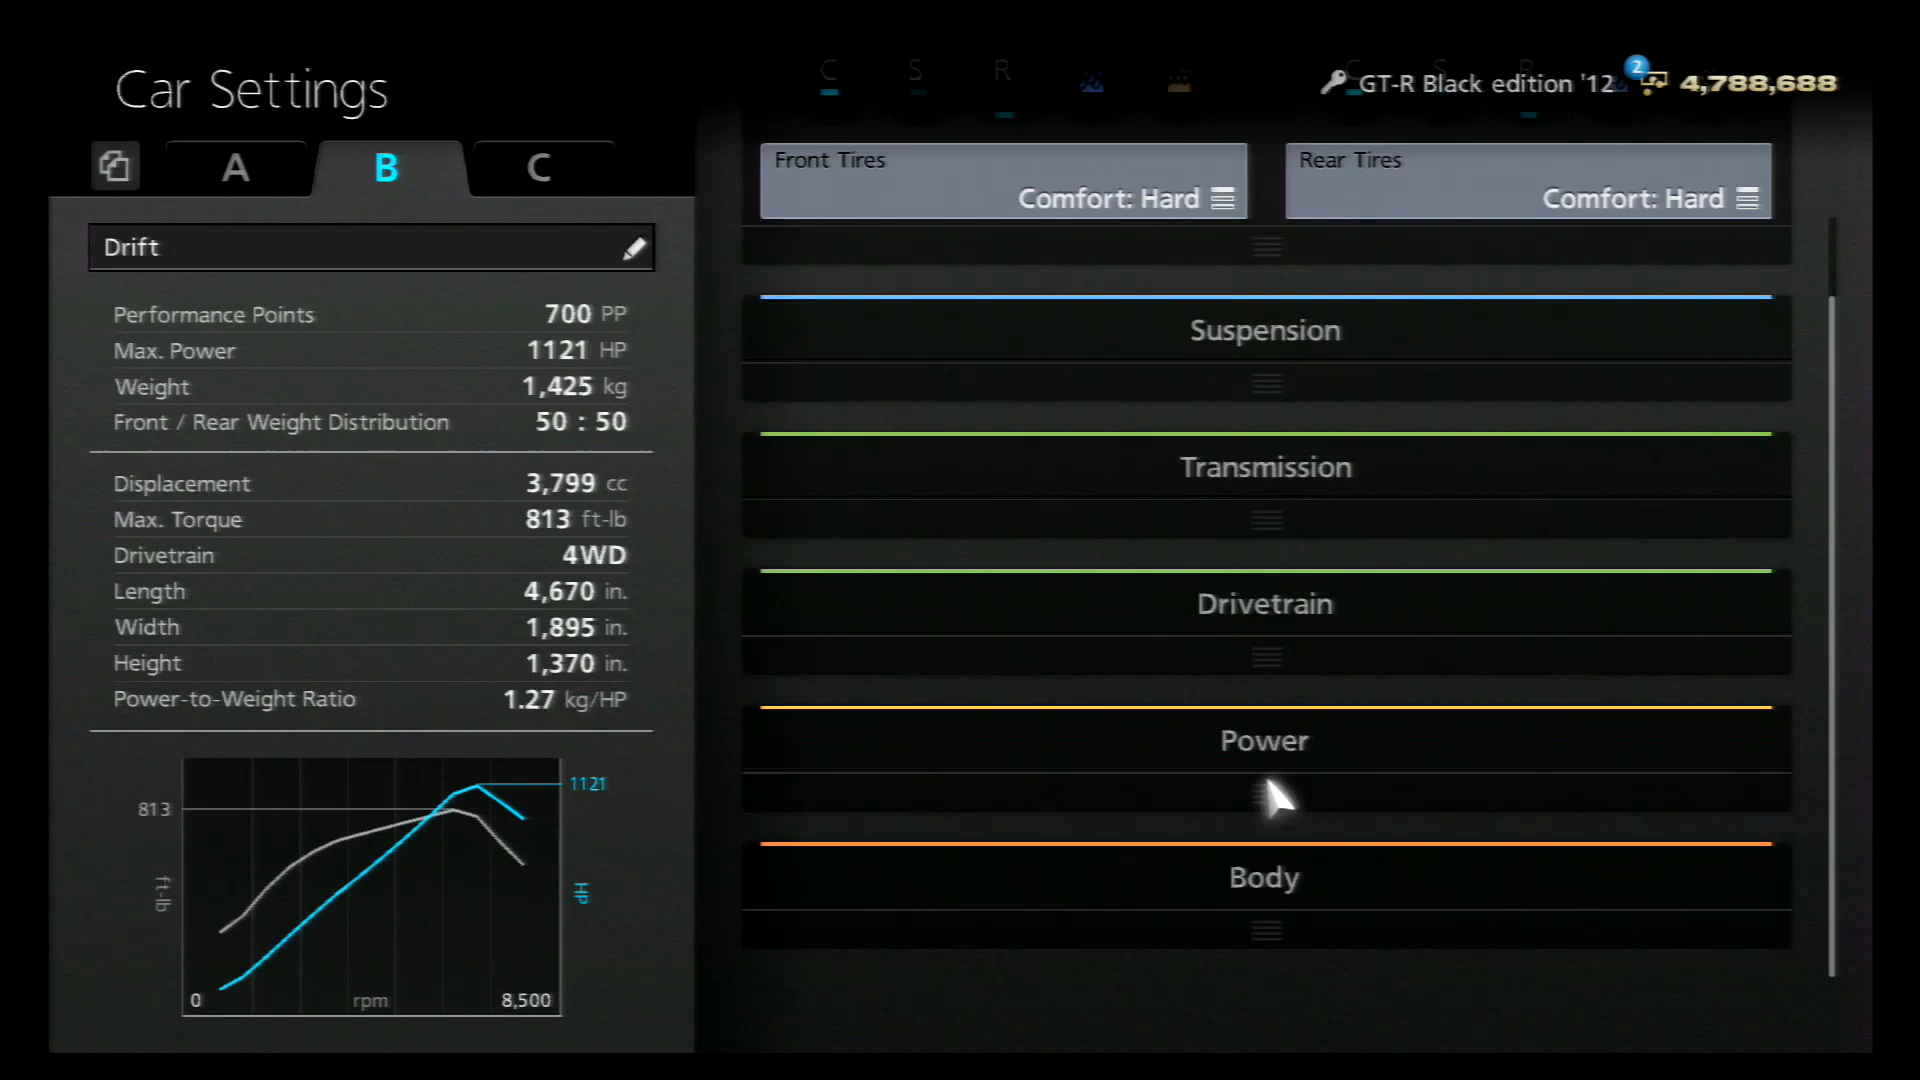 Car Settings
C S R
GT-R Black edition '12
2
4,788,688
A B C
Front Tires
Comfort: Hard
Rear Tires
Comfort: Hard
Drift
Performance Points 700 PP
Max. Power 1121 HP
Weight 1,425 kg
Front / Rear Weight Distribution 50 : 50
Displacement 3,799 cc
Max. Torque 813 ft-lb
Drivetrain 4WD
Length 4,670 in.
Width 1,895 in.
Height 1,370 in.
Power-to-Weight Ratio 1.27 kg/HP
1121
813
ft-lb
HP
0 rpm 8,500
Suspension
Transmission
Drivetrain
Power
Body